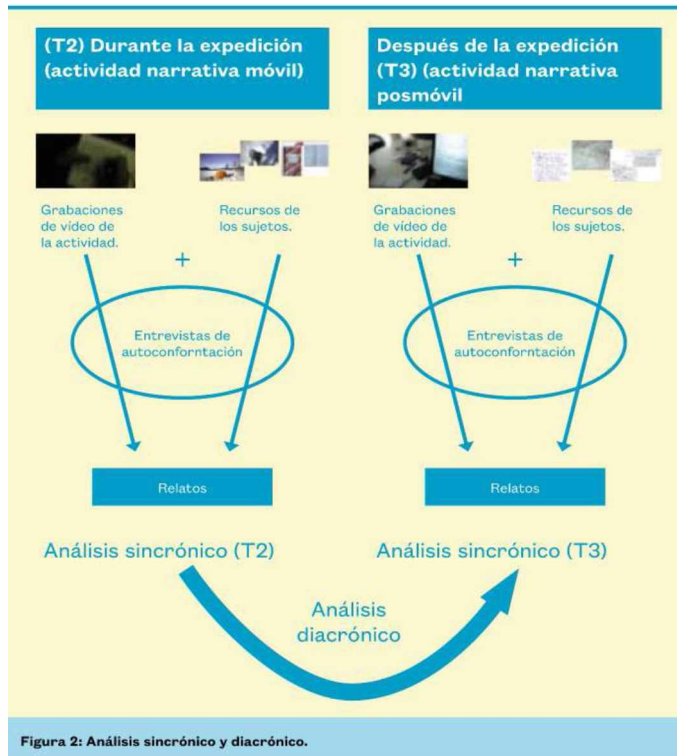 (T2) Durante la expedición
(actividad narrativa móvil)
Después de la expedición
(T3) (actividad narrativa
posmóvil
Grabaciones
de vídeo de
la actividad.
Recursos de
los sujetos.
+
Entrevistas de
autoconforntación
Relatos
Análisis sincrónico (T2)
Grabaciones
de vídeo de
la actividad.
Recursos de
los sujetos.
+
Entrevistas de
autoconforntación
Relatos
Análisis sincrónico (T3)
Análisis
diacrónico
Figura 2: Análisis sincrónico y diacrónico.